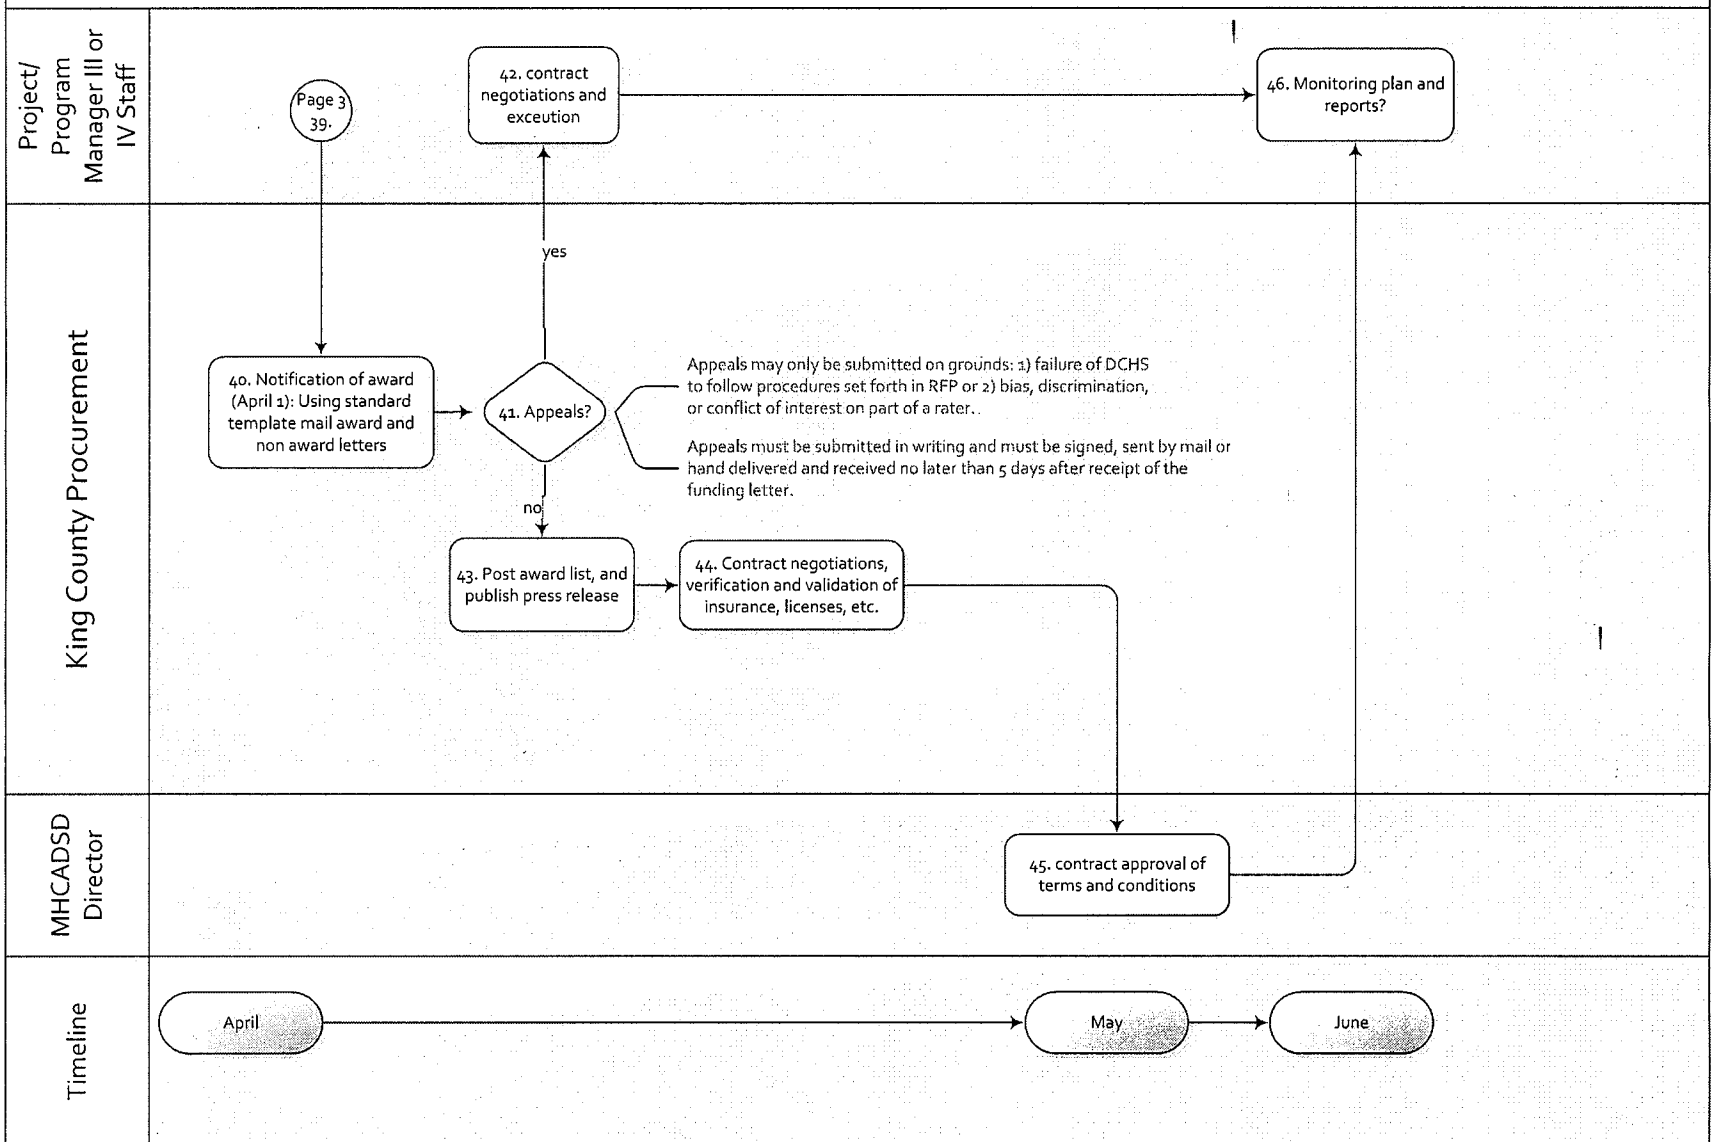 Project/
Program
Manager III or
IV Staff
Page 3
39.
42. contract
negotiations and
exceution
46. Monitoring plan and
reports?
King County Procurement
yes
40. Notification of award
(April 1): Using standard
template mail award and
non award letters
41. Appeals?
Appeals may only be submitted on grounds: 1) failure of DCHS
to follow procedures set forth in RFP or 2) bias, discrimination,
or conflict of interest on part of a rater..
Appeals must be submitted in writing and must be signed, sent by mail or
hand delivered and received no later than 5 days after receipt of the
funding letter.
no
43. Post award list, and
publish press release
44. Contract negotiations,
verification and validation of
insurance, licenses, etc.
MHCADSD
Director
45. contract approval of
terms and conditions
Timeline
April
May
June